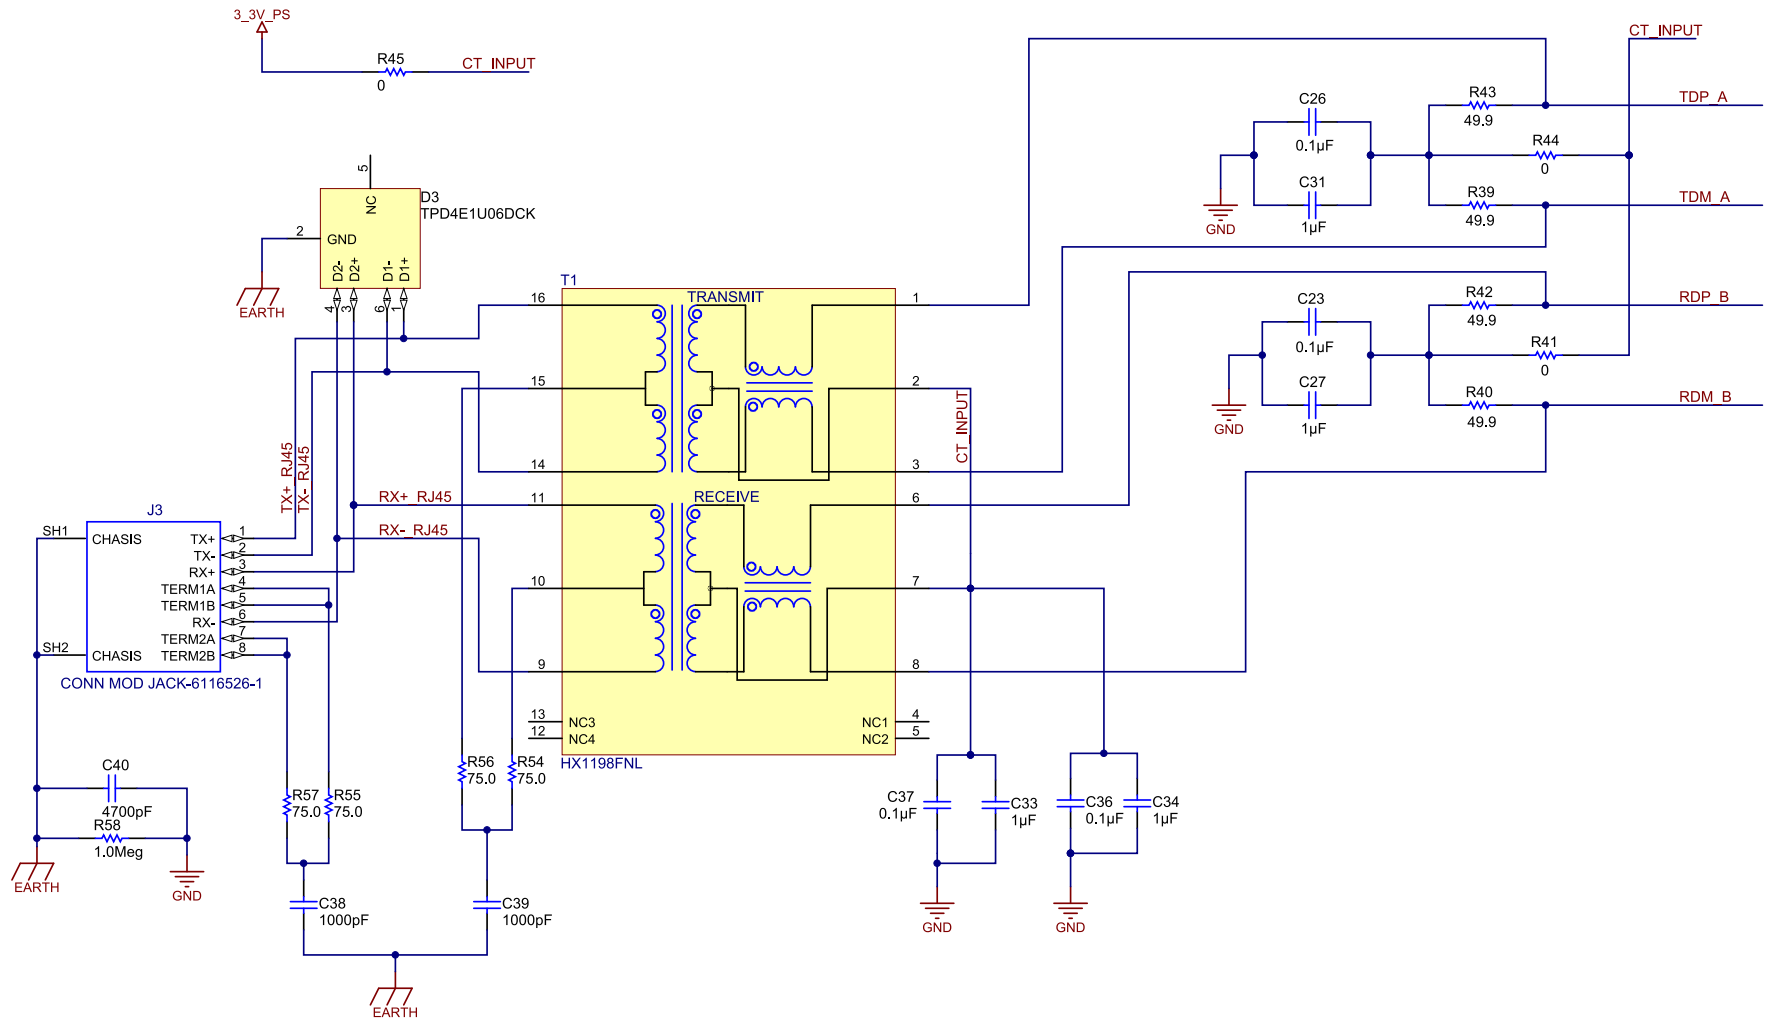 3_3V_PS
R45
0
CT_INPUT
CT_INPUT
C26
0.1µF
C31
1µF
GND
R43
49.9
TDP_A
R44
0
R39
49.9
TDM_A
5
NC
D3
TPD4E1U06DCK
2
GND
D2-
D2+
D1-
D1+
4
3
6
1
EARTH
C23
0.1µF
C27
1µF
GND
R42
49.9
RDP_B
R41
0
R40
49.9
RDM_B
T1
TRANSMIT
16
1
15
2
CT_INPUT
14
3
RECEIVE
11
6
10
7
9
8
13
NC3
NC1
4
12
NC4
NC2
5
HX1198FNL
TX+_RJ45
TX-_RJ45
RX+_RJ45
RX-_RJ45
J3
SH1
CHASIS
TX+
1
TX-
2
RX+
3
TERM1A
4
TERM1B
5
RX-
6
TERM2A
7
SH2
CHASIS
TERM2B
8
CONN MOD JACK-6116526-1
C40
4700pF
R58
1.0Meg
EARTH
GND
R57
75.0
R55
75.0
R56
75.0
R54
75.0
C38
1000pF
C39
1000pF
EARTH
C37
0.1µF
C33
1µF
GND
C36
0.1µF
C34
1µF
GND